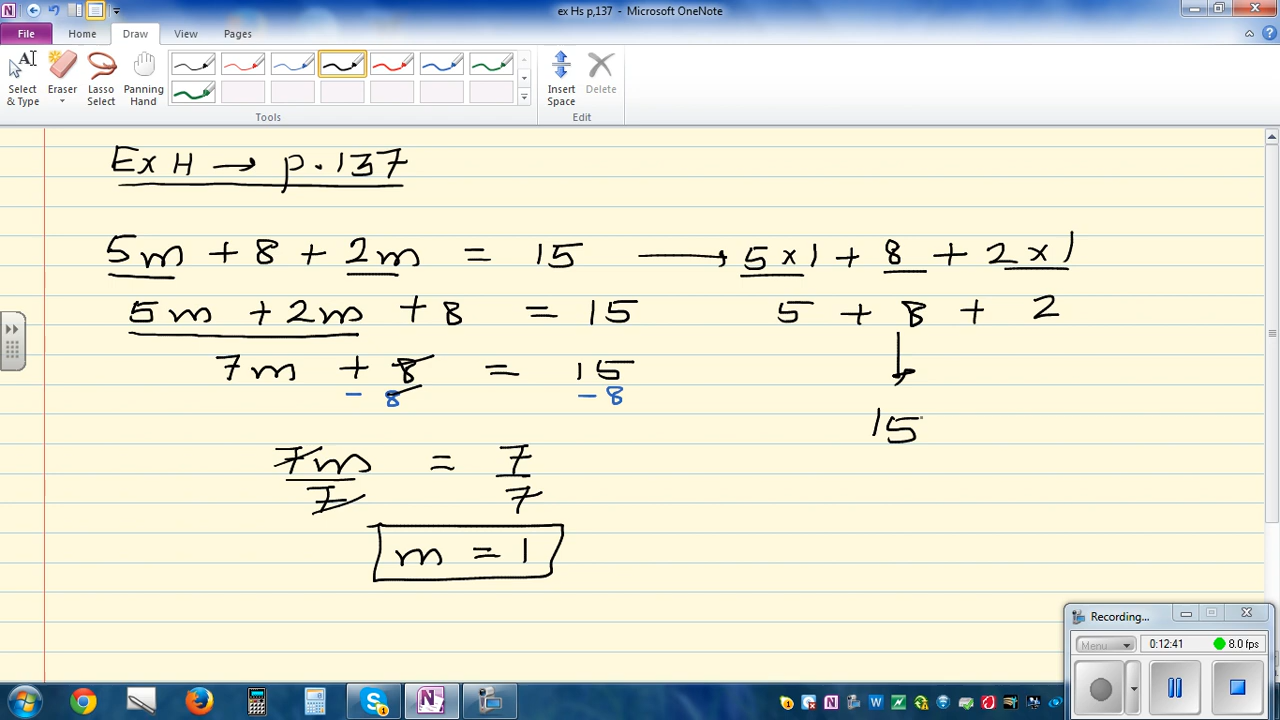 ex Hs p,137 - Microsoft OneNote
File Home Draw View Pages
Select & Type
Eraser
Lasso Select
Panning Hand
Insert Space
Delete
Tools
Edit
Ex H → p.137
5m + 8 + 2m = 15 → 5 x 1 + 8 + 2 x 1
5m + 2m + 8 = 15 5 + 8 + 2
7m + 8 = 15
- 8 - 8
15
7m = 7
7 7
m = 1
Recording...
Menu 0:12:41 8.0 fps